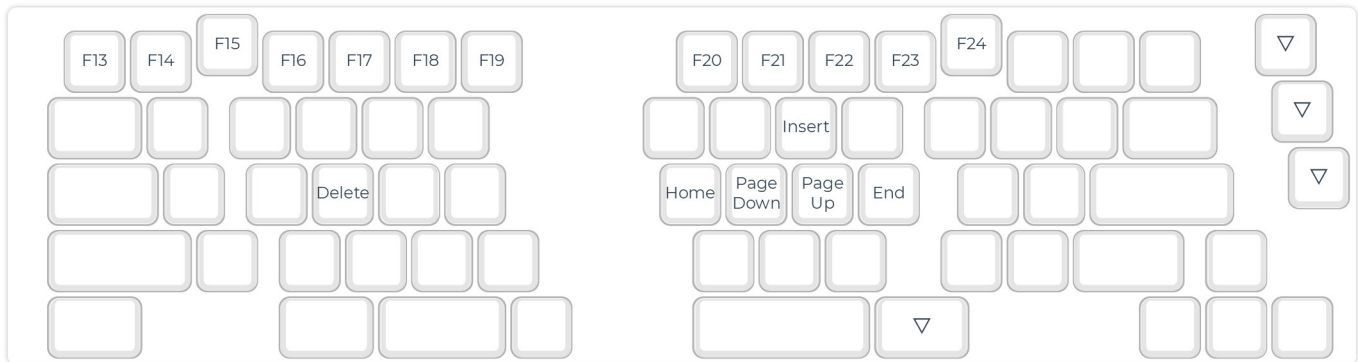 F13 F14 F15 F16 F17 F18 F19 F20 F21 F22 F23 F24 ▽
▽
Insert
Delete Home Page Down Page Up End ▽
▽